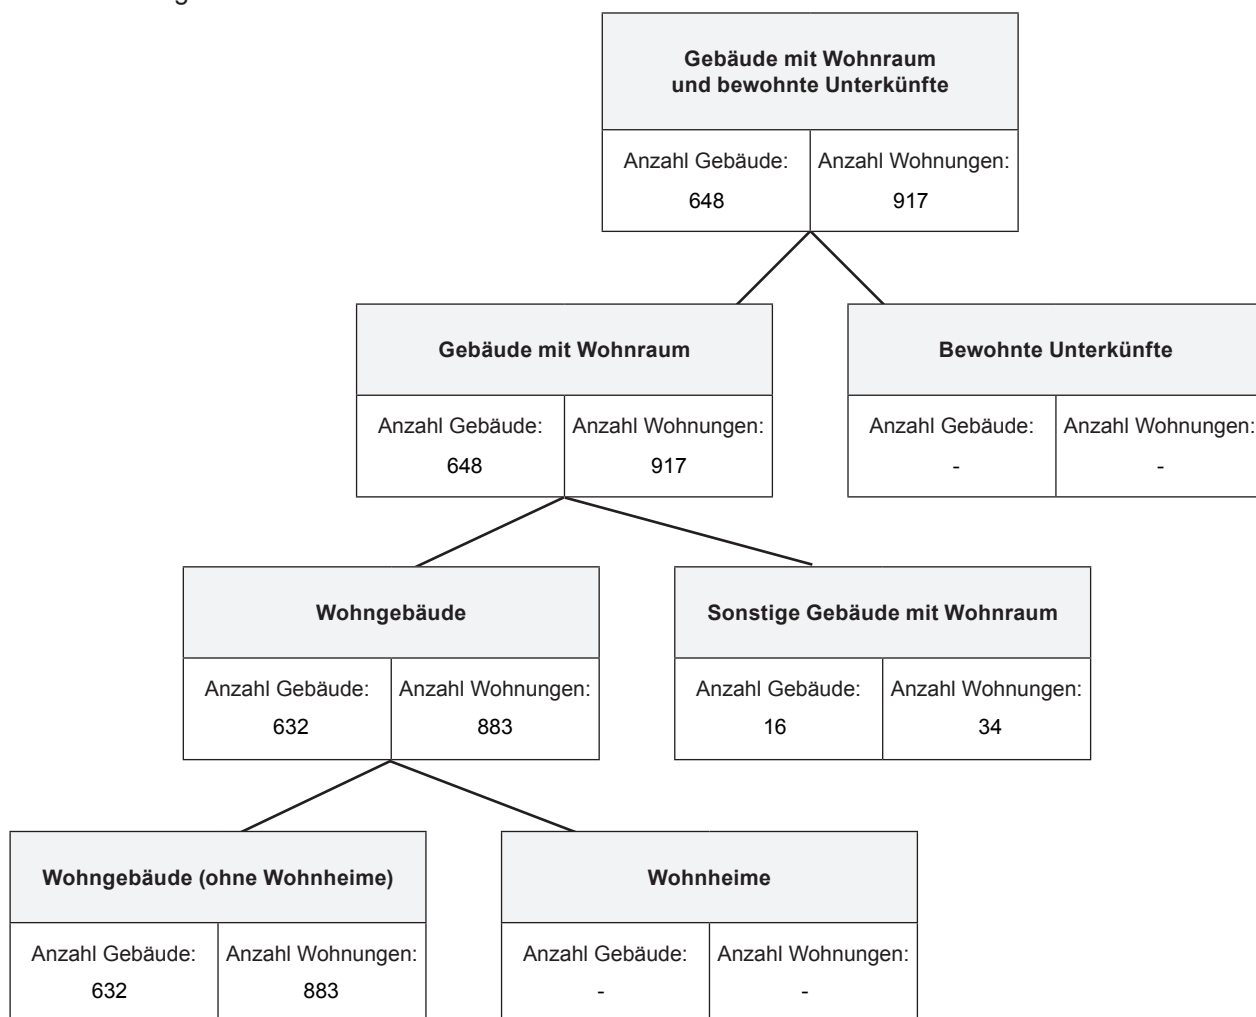 Gebäude mit Wohnraum
und bewohnte Unterkünfte
Anzahl Gebäude: Anzahl Wohnungen:
648 917
Gebäude mit Wohnraum
Anzahl Gebäude: Anzahl Wohnungen:
648 917
Bewohnte Unterkünfte
Anzahl Gebäude: Anzahl Wohnungen:
- -
Wohngebäude
Anzahl Gebäude: Anzahl Wohnungen:
632 883
Sonstige Gebäude mit Wohnraum
Anzahl Gebäude: Anzahl Wohnungen:
16 34
Wohngebäude (ohne Wohnheime)
Anzahl Gebäude: Anzahl Wohnungen:
632 883
Wohnheime
Anzahl Gebäude: Anzahl Wohnungen:
- -